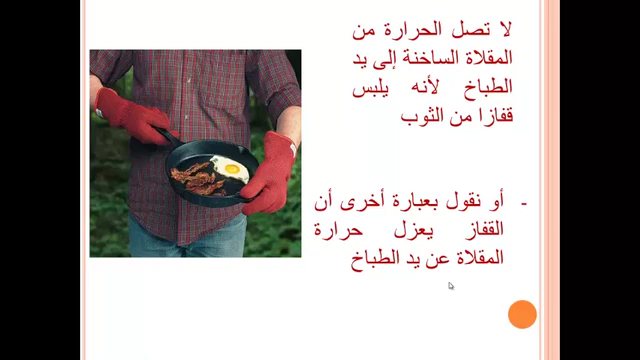 لا تصل الحرارة من
المقلاة الساخنة إلى يد
الطباخ لأنه يلبس
قفازا من الثوب
- أو نقول بعبارة أخرى أن
القفاز يعزل حرارة
المقلاة عن يد الطباخ